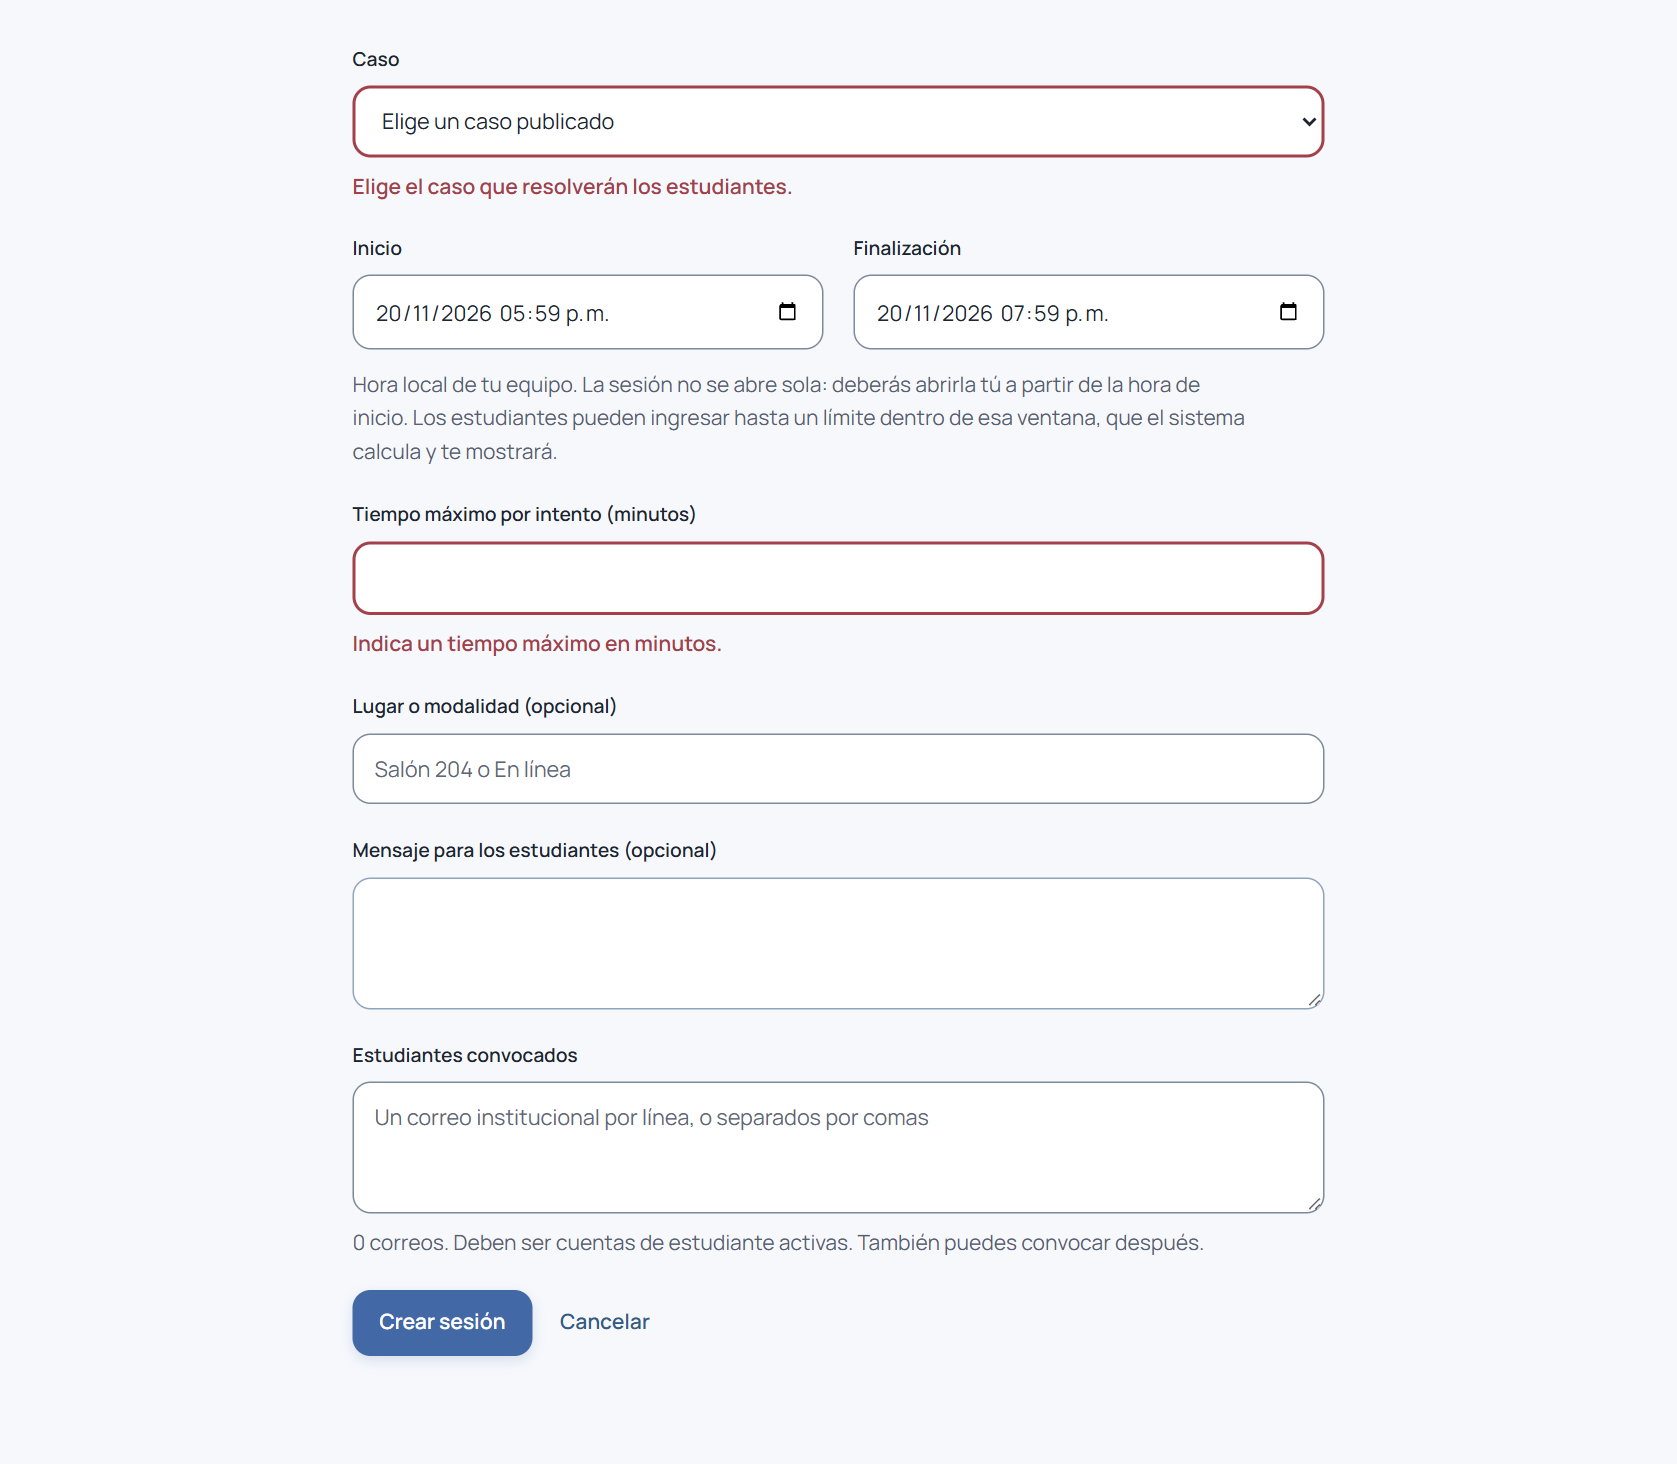 Caso
Elige un caso publicado
Elige el caso que resolverán los estudiantes.
Inicio
Finalización
20/11/2026 05:59 p.m.
20/11/2026 07:59 p.m.
Hora local de tu equipo. La sesión no se abre sola: deberás abrirla tú a partir de la hora de
inicio. Los estudiantes pueden ingresar hasta un límite dentro de esa ventana, que el sistema
calcula y te mostrará.
Tiempo máximo por intento (minutos)
Indica un tiempo máximo en minutos.
Lugar o modalidad (opcional)
Salón 204 o En línea
Mensaje para los estudiantes (opcional)
Estudiantes convocados
Un correo institucional por línea, o separados por comas
0 correos. Deben ser cuentas de estudiante activas. También puedes convocar después.
Crear sesión
Cancelar